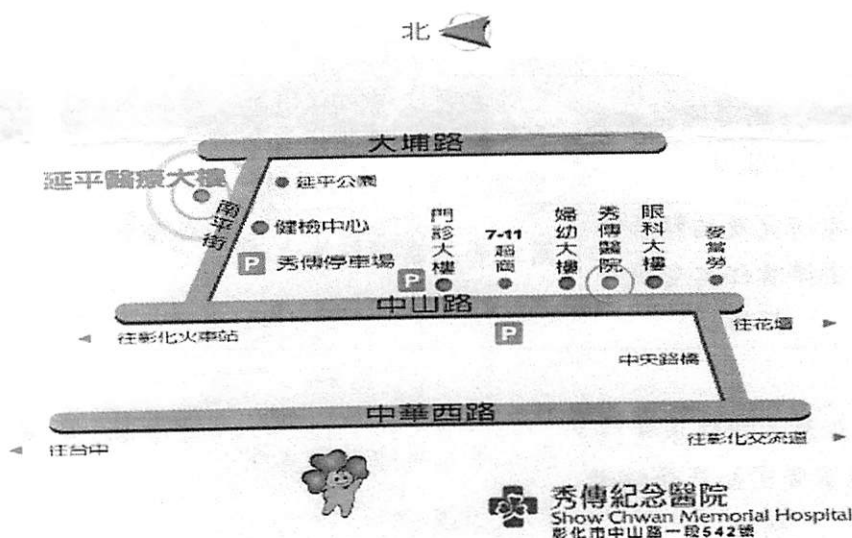 北
大埔路
延平醫療大樓
延平公園
南平街
健檢中心
P 秀傳停車場
P
門診大樓
7-11超商
婦幼大樓
秀傳醫院
眼科大樓
麥當勞
中山路
往彰化火車站
P
往花壇
中央路橋
中華西路
往台中
往彰化交流道
秀傳紀念醫院
Show Chwan Memorial Hospital
彰化市中山路一段542號